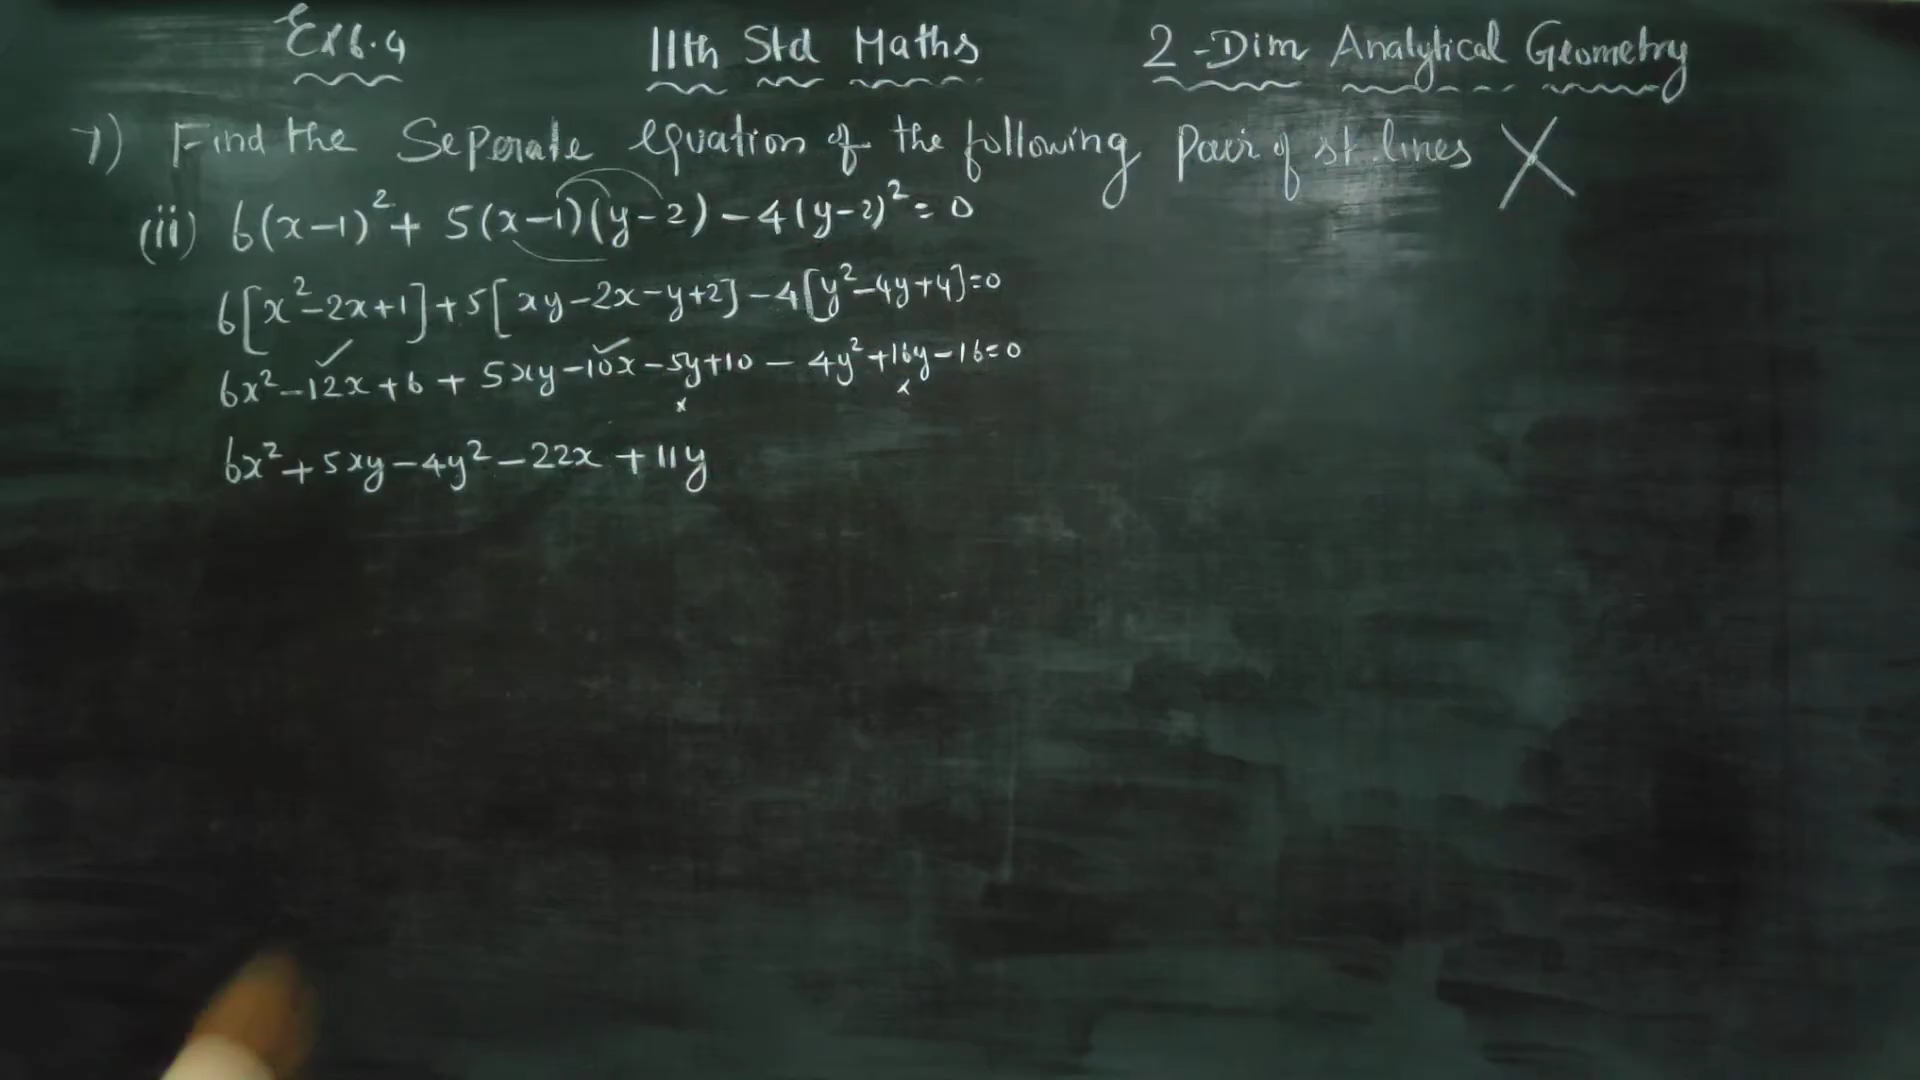 Ex 6.4 11th Std Maths 2-Dim Analytical Geometry
7) Find the Seperate equation of the following pair of st. lines X
(ii) 6(x-1)² + 5(x-1)(y-2) - 4(y-2)² = 0
6[x²-2x+1]+5[xy-2x-y+2]-4[y²-4y+4]=0
6x²-12x+6+5xy-10x-5y+10-4y²+16y-16=0
6x²+5xy-4y²-22x+11y